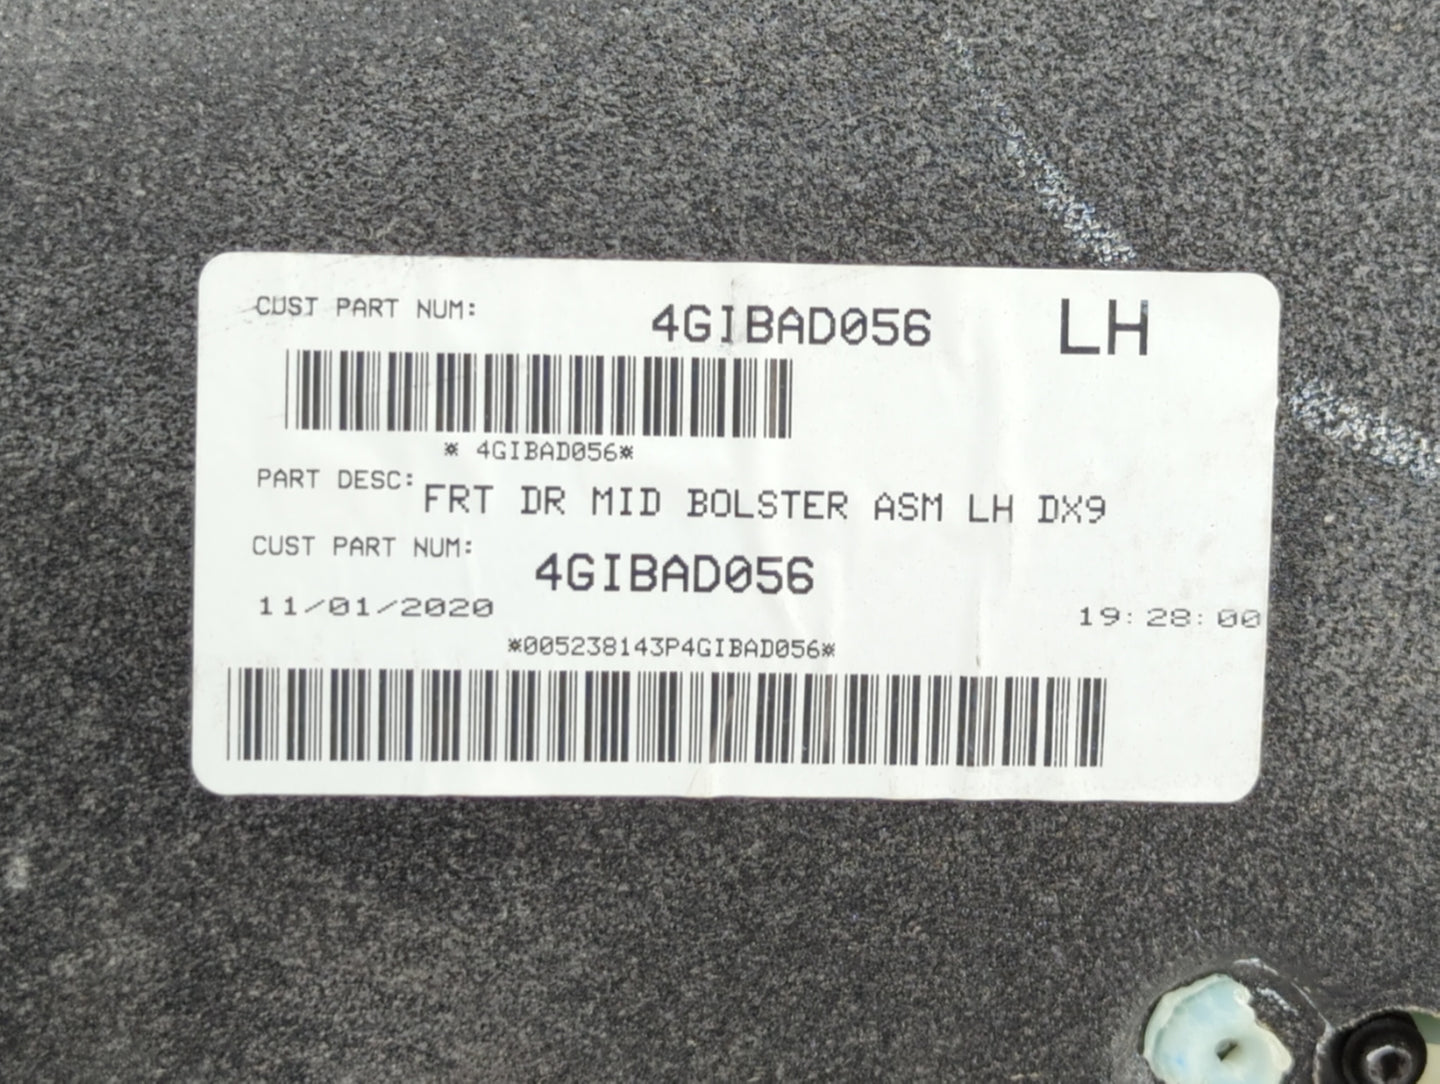 CUST PART NUM: 4GIBAD056 LH
* 4GIBAD056*
PART DESC: FRT DR MID BOLSTER ASM LH DX9
CUST PART NUM: 4GIBAD056
11/01/2020 19:28:00
*005238143P4GIBAD056*